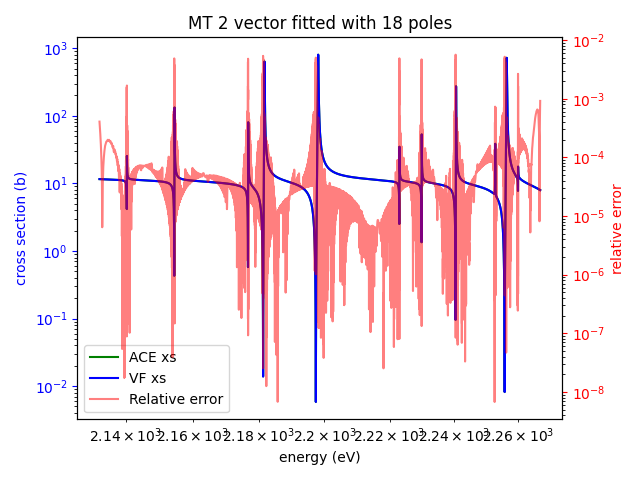 MT 2 vector fitted with 18 poles
cross section (b)
10³
10²
10¹
10⁰
10⁻¹
10⁻²
10⁻²
10⁻³
10⁻⁴
10⁻⁵
10⁻⁶
10⁻⁷
10⁻⁸
relative error
ACE xs
VF xs
Relative error
2.14 × 10³ 2.16 × 10³ 2.18 × 10³ 2.2 × 10³ 2.22 × 10³ 2.24 × 10³ 2.26 × 10³
energy (eV)